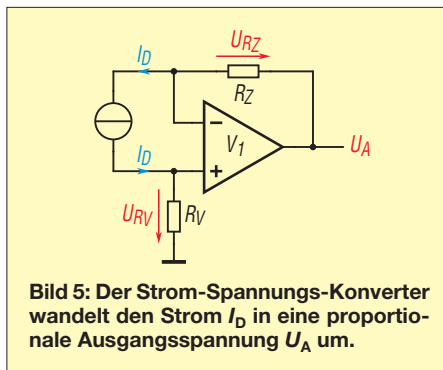 U_RZ
I_D
R_Z
−
V_1
U_A
I_D
+
U_RV
R_V
Bild 5: Der Strom-Spannungs-Konverter
wandelt den Strom I_D in eine proportio-
nale Ausgangsspannung U_A um.